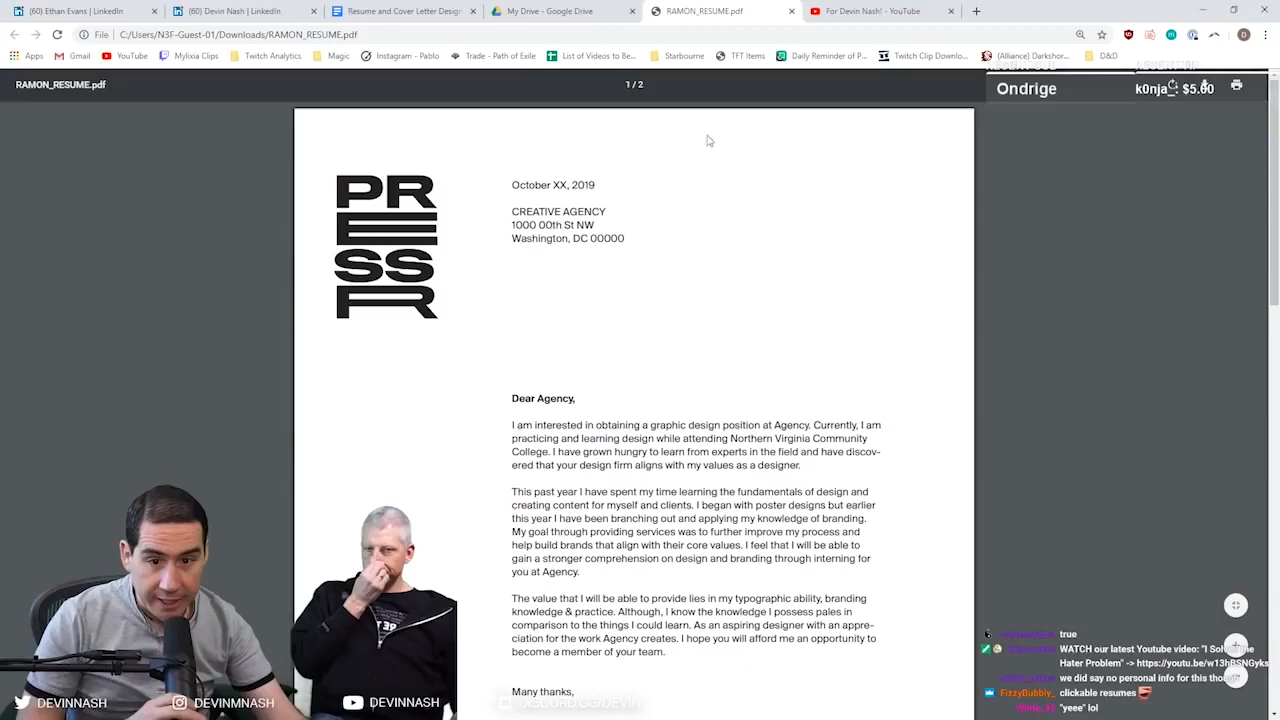 (60) Ethan Evans | LinkedIn
(60) Devin Nash | LinkedIn
Resume and Cover Letter Design
My Drive - Google Drive
RAMON_RESUME.pdf
For Devin Nash! - YouTube
File
C:/Users/N3F-Guest-01/Downloads/RAMON_RESUME.pdf
Apps
Gmail
YouTube
Mylixia Clips
Twitch Analytics
Magic
Instagram - Pablo
Trade - Path of Exile
List of Videos to Be...
Starbourne
TFT Items
Daily Reminder of P...
Twitch Clip Downlo...
(Alliance) Darkshor...
D&D
RAMON_RESUME.pdf
1 / 2
Ondrige
k0nja_: $5.00
PR
E
SS
R
October XX, 2019
CREATIVE AGENCY
1000 00th St NW
Washington, DC 00000
Dear Agency,
I am interested in obtaining a graphic design position at Agency. Currently, I am
practicing and learning design while attending Northern Virginia Community
College. I have grown hungry to learn from experts in the field and have discov-
ered that your design firm aligns with my values as a designer.
This past year I have spent my time learning the fundamentals of design and
creating content for myself and clients. I began with poster designs but earlier
this year I have been branching out and applying my knowledge of branding.
My goal through providing services was to further improve my process and
help build brands that align with their core values. I feel that I will be able to
gain a stronger comprehension on design and branding through interning for
you at Agency.
The value that I will be able to provide lies in my typographic ability, branding
knowledge & practice. Although, I know the knowledge I possess pales in
comparison to the things I could learn. As an aspiring designer with an appre-
ciation for the work Agency creates. I hope you will afford me an opportunity to
become a member of your team.
Many thanks,
true
WATCH our latest Youtube video: "I Solved the
Hater Problem" -> https://youtu.be/w13hBSNGyks
we did say no personal info for this though
FizzyBubbly_ clickable resumes
"yeee" lol
DEVINNASH
DEVNMNASH
DEVINNASH
DISCORD.GG/DEVIN